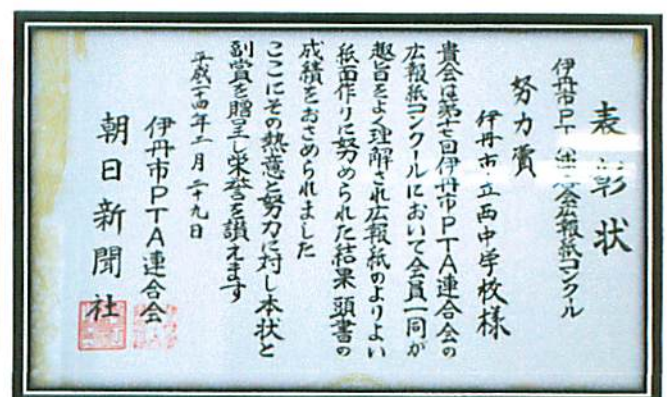 表彰状
伊丹市PTA連合会広報紙コンクール
努力賞
伊丹市立西中学校様
貴会は第十七回伊丹市PTA連合会の
広報紙コンクールにおいて会員一同が
趣旨をよく理解され広報紙のよりよい
紙面作りに努められた結果頭書の
成績をおさめられました
ここにその熱意と努力に対し本状と
副賞を贈呈し栄誉を讃えます
平成二十四年二月二十九日
伊丹市PTA連合会
朝日新聞社